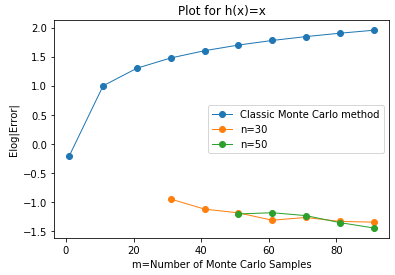 Plot for h(x)=x
Elog|Error|
2.0
1.5
1.0
0.5
0.0
−0.5
−1.0
−1.5
Classic Monte Carlo method
n=30
n=50
0 20 40 60 80
m=Number of Monte Carlo Samples